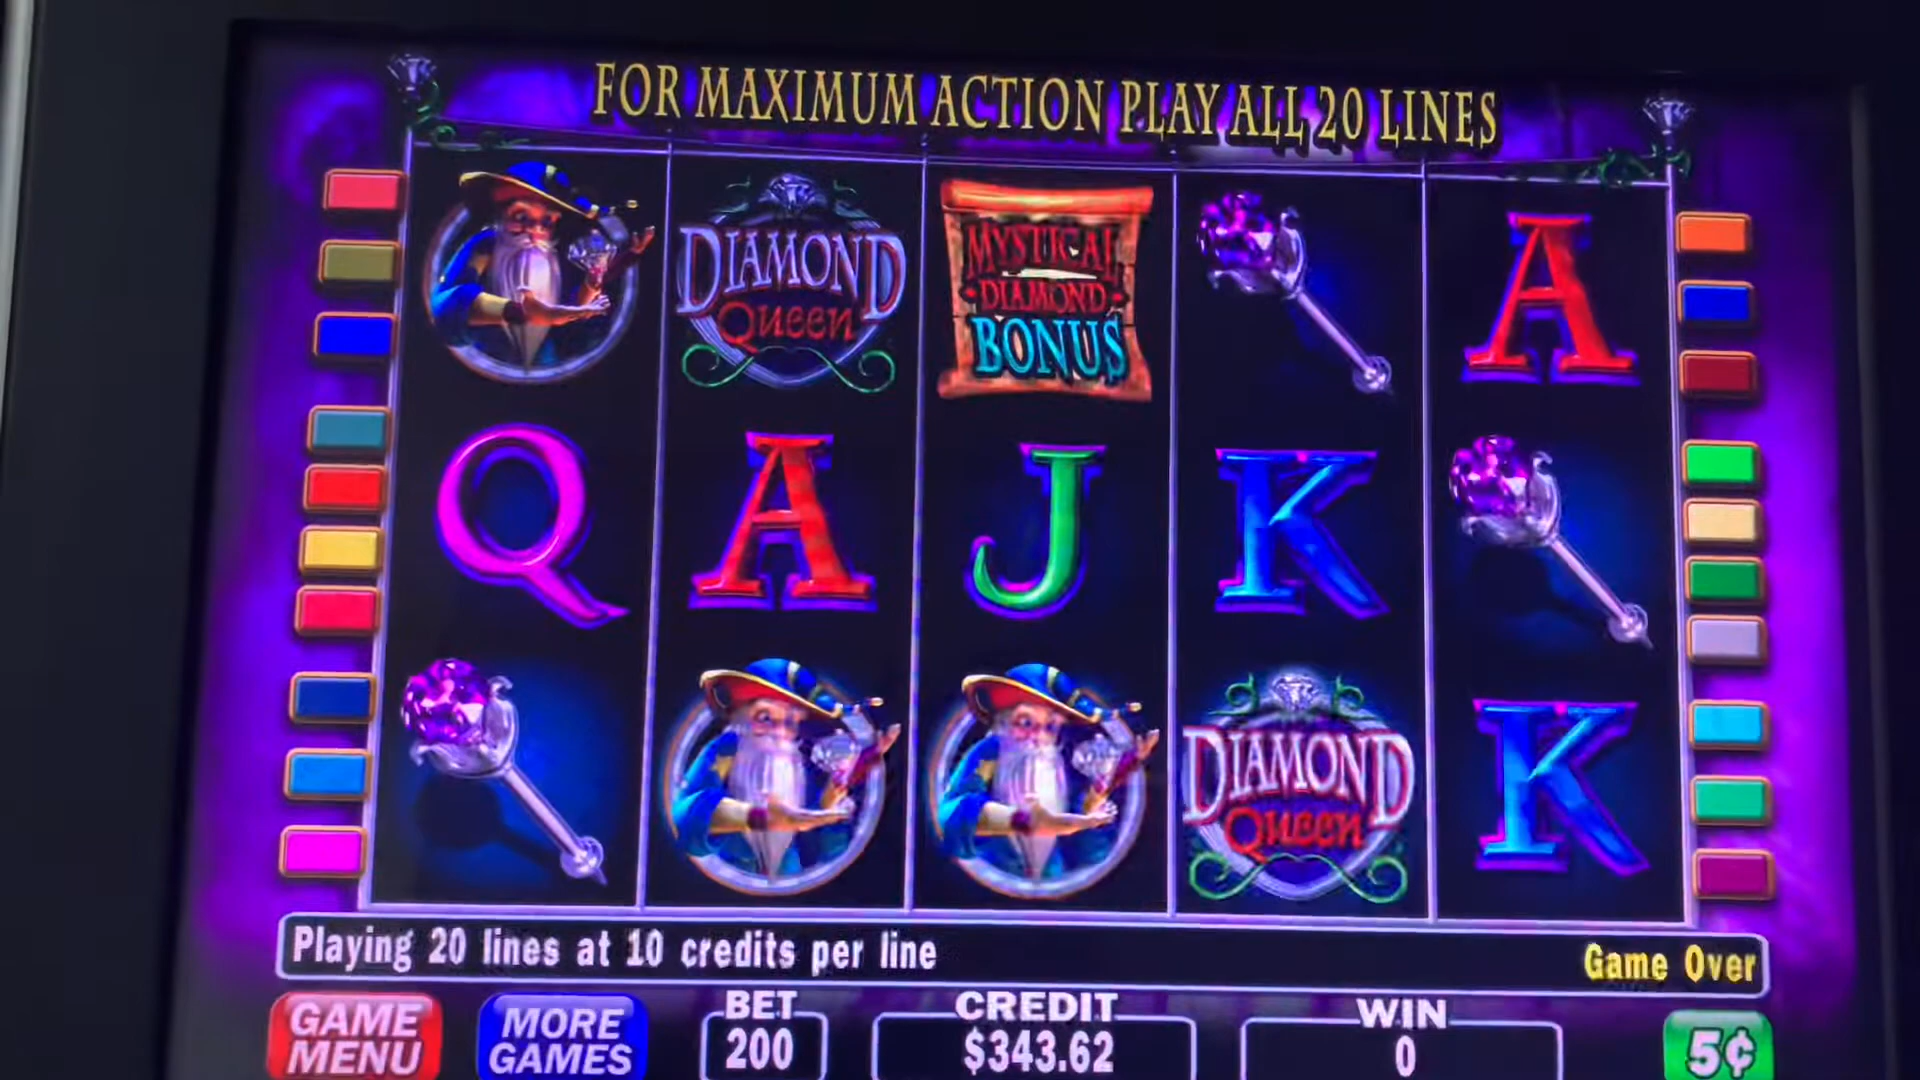 FOR MAXIMUM ACTION PLAY ALL 20 LINES
DIAMOND
Queen
MYSTICAL
DIAMOND
BONUS
A
Q
A
J
K
DIAMOND
Queen
K
Playing 20 lines at 10 credits per line
Game Over
GAME
MENU
MORE
GAMES
BET
200
CREDIT
$343.62
WIN
0
5¢